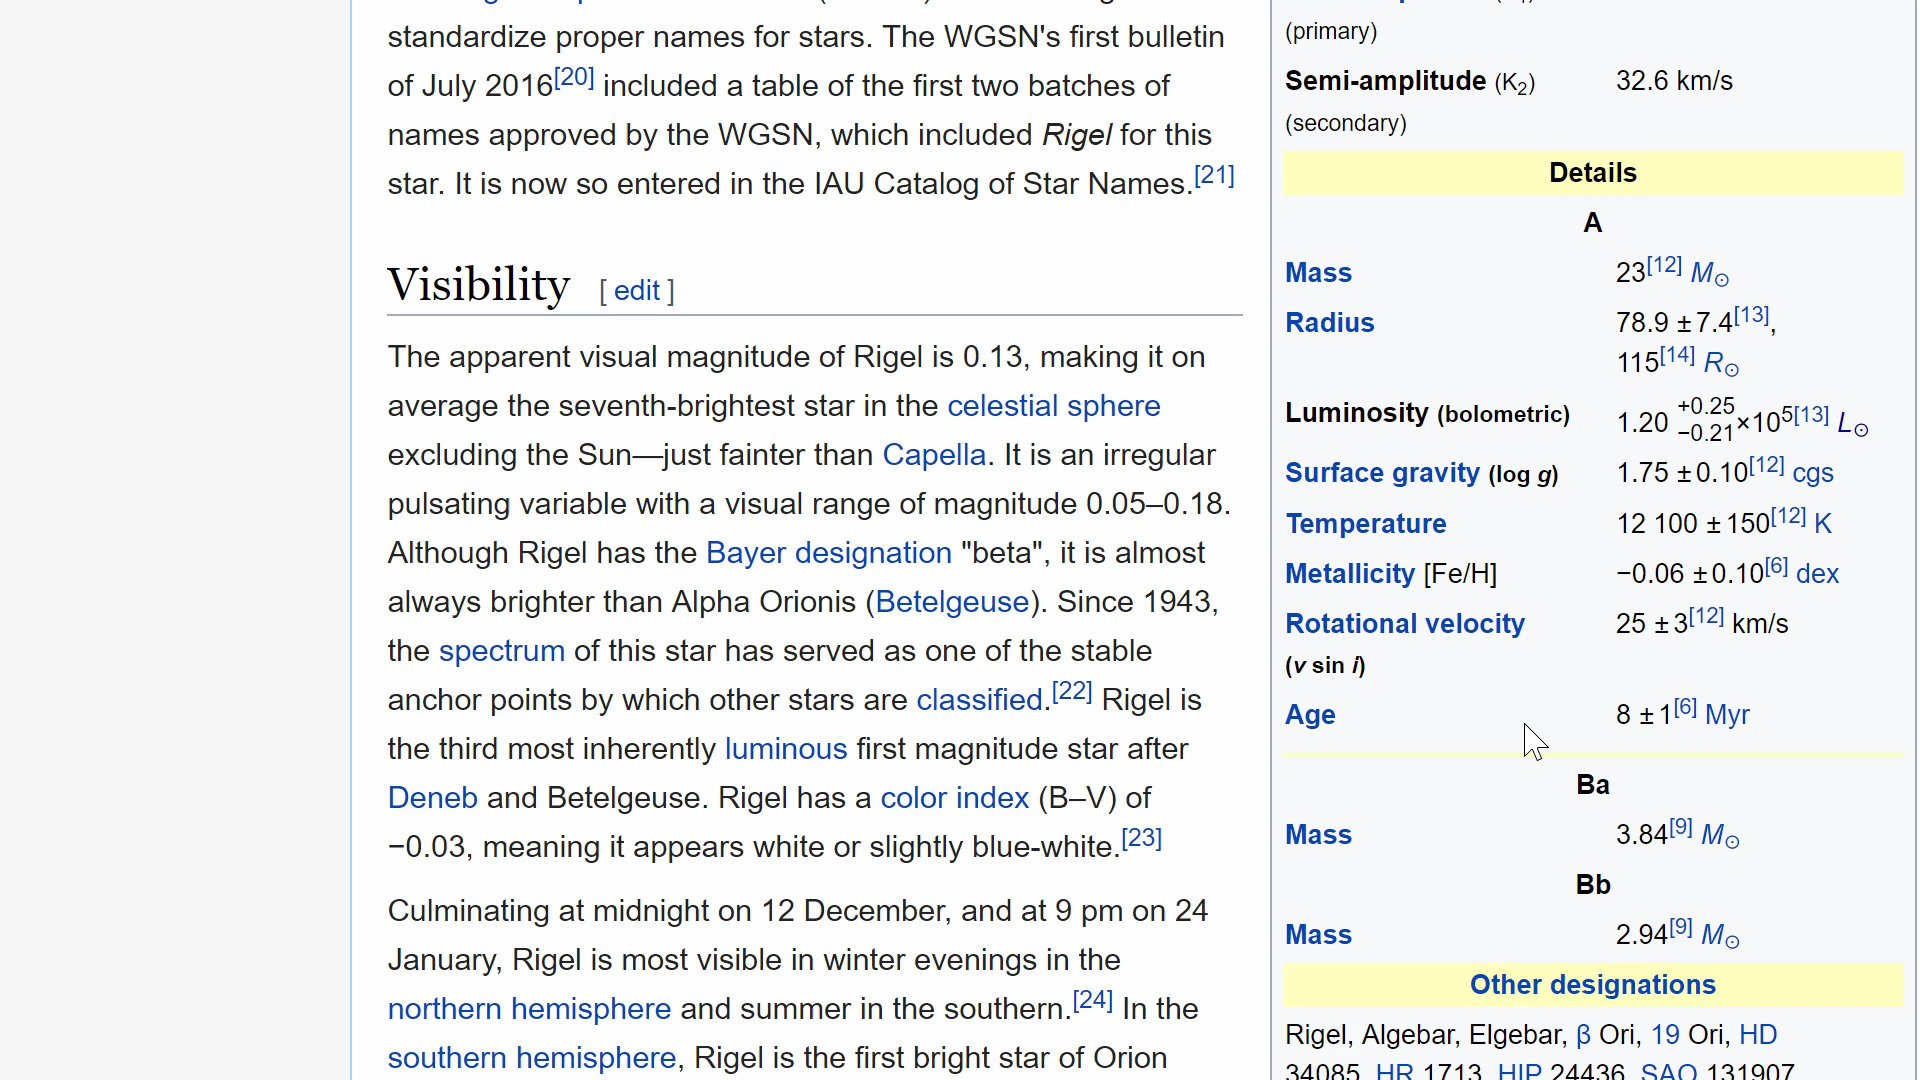 standardize proper names for stars. The WGSN's first bulletin
of July 2016[20] included a table of the first two batches of
names approved by the WGSN, which included Rigel for this
star. It is now so entered in the IAU Catalog of Star Names.[21]
Visibility [ edit ]
The apparent visual magnitude of Rigel is 0.13, making it on
average the seventh-brightest star in the celestial sphere
excluding the Sun—just fainter than Capella. It is an irregular
pulsating variable with a visual range of magnitude 0.05–0.18.
Although Rigel has the Bayer designation "beta", it is almost
always brighter than Alpha Orionis (Betelgeuse). Since 1943,
the spectrum of this star has served as one of the stable
anchor points by which other stars are classified.[22] Rigel is
the third most inherently luminous first magnitude star after
Deneb and Betelgeuse. Rigel has a color index (B–V) of
−0.03, meaning it appears white or slightly blue-white.[23]
Culminating at midnight on 12 December, and at 9 pm on 24
January, Rigel is most visible in winter evenings in the
northern hemisphere and summer in the southern.[24] In the
southern hemisphere, Rigel is the first bright star of Orion
(primary)
Semi-amplitude (K2) 32.6 km/s
(secondary)
Details
A
Mass 23[12] M☉
Radius 78.9 ±7.4[13],
115[14] R☉
Luminosity (bolometric) 1.20 +0.25 −0.21×10⁵[13] L☉
Surface gravity (log g) 1.75 ±0.10[12] cgs
Temperature 12 100 ±150[12] K
Metallicity [Fe/H] −0.06 ±0.10[6] dex
Rotational velocity 25 ±3[12] km/s
(v sin i)
Age 8 ±1[6] Myr
Ba
Mass 3.84[9] M☉
Bb
Mass 2.94[9] M☉
Other designations
Rigel, Algebar, Elgebar, β Ori, 19 Ori, HD
34085, HR 1713, HIP 24436, SAO 131907